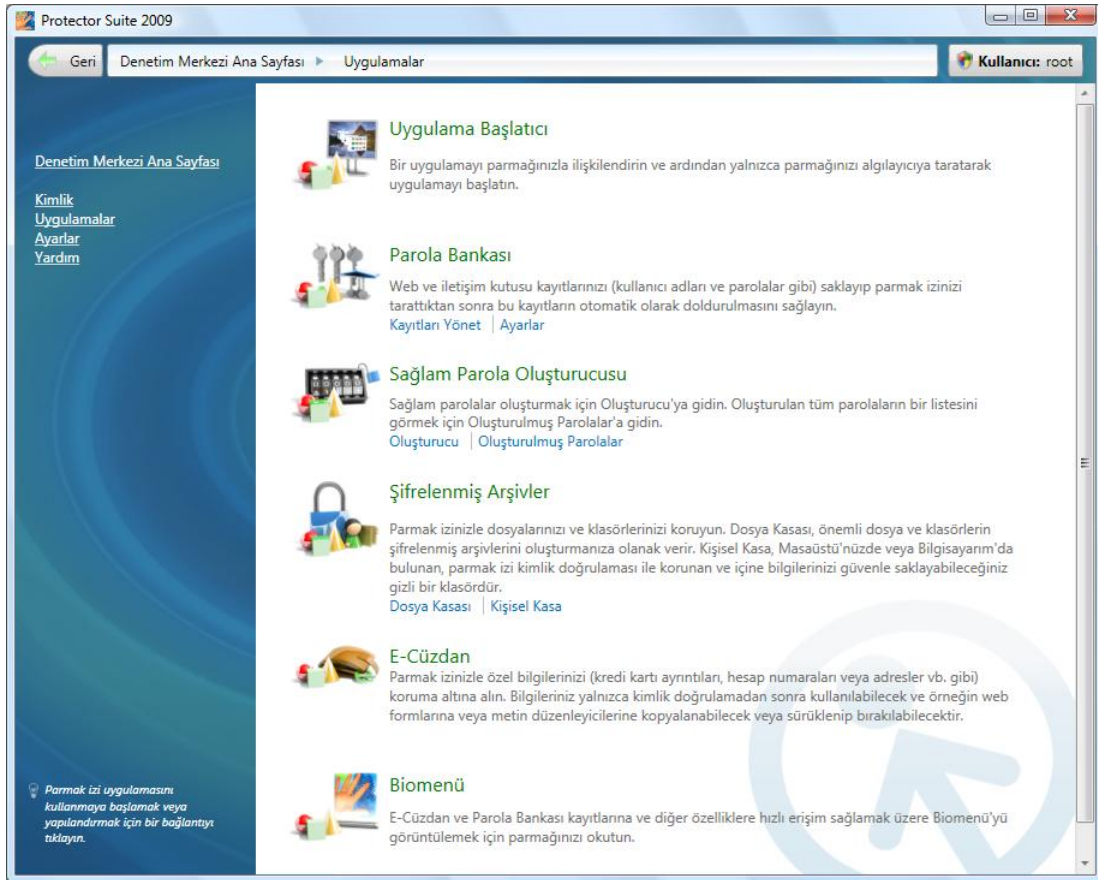 Protector Suite 2009
Geri
Denetim Merkezi Ana Sayfası
Uygulamalar
Kullanıcı: root
Denetim Merkezi Ana Sayfası
Kimlik
Uygulamalar
Ayarlar
Yardım
Uygulama Başlatıcı
Bir uygulamayı parmağınızla ilişkilendirin ve ardından yalnızca parmağınızı algılayıcıya taratarak
uygulamayı başlatın.
Parola Bankası
Web ve iletişim kutusu kayıtlarınızı (kullanıcı adları ve parolalar gibi) saklayıp parmak izinizi
tarattıktan sonra bu kayıtların otomatik olarak doldurulmasını sağlayın.
Kayıtları Yönet | Ayarlar
Sağlam Parola Oluşturucusu
Sağlam parolalar oluşturmak için Oluşturucu'ya gidin. Oluşturulan tüm parolaların bir listesini
görmek için Oluşturulmuş Parolalar'a gidin.
Oluşturucu | Oluşturulmuş Parolalar
Şifrelenmiş Arşivler
Parmak izinizle dosyalarınızı ve klasörlerinizi koruyun. Dosya Kasası, önemli dosya ve klasörlerin
şifrelenmiş arşivlerini oluşturmanıza olanak verir. Kişisel Kasa, Masaüstü'nüzde veya Bilgisayarım'da
bulunan, parmak izi kimlik doğrulaması ile korunan ve içine bilgilerinizi güvenle saklayabileceğiniz
gizli bir klasördür.
Dosya Kasası | Kişisel Kasa
E-Cüzdan
Parmak izinizle özel bilgilerinizi (kredi kartı ayrıntıları, hesap numaraları veya adresler vb. gibi)
koruma altına alın. Bilgileriniz yalnızca kimlik doğrulamadan sonra kullanılabilecek ve örneğin web
formlarına veya metin düzenleyicilerine kopyalanabilecek veya sürüklenip bırakılabilecektir.
Biomenü
E-Cüzdan ve Parola Bankası kayıtlarına ve diğer özelliklere hızlı erişim sağlamak üzere Biomenü'yü
görüntülemek için parmağınızı okutun.
Parmak izi uygulamasını
kullanmaya başlamak veya
yapılandırmak için bir bağlantıyı
tıklayın.